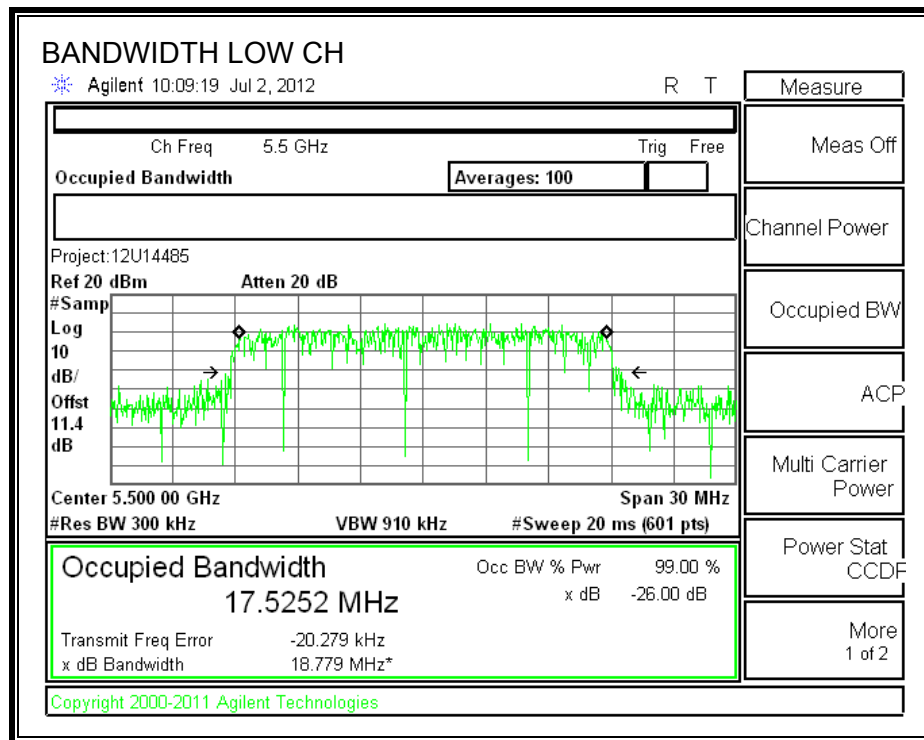 BANDWIDTH LOW CH
Agilent 10:09:19 Jul 2, 2012 R T
Measure
Ch Freq 5.5 GHz Trig Free
Meas Off
Occupied Bandwidth Averages: 100
Channel Power
Project:12U14485
Ref 20 dBm Atten 20 dB
#Samp
Log
10
dB/
Offst
11.4
dB
Occupied BW
ACP
Multi Carrier
Power
Center 5.500 00 GHz Span 30 MHz
#Res BW 300 kHz VBW 910 kHz #Sweep 20 ms (601 pts)
Power Stat
CCDF
Occupied Bandwidth Occ BW % Pwr 99.00 %
17.5252 MHz x dB -26.00 dB
Transmit Freq Error -20.279 kHz
x dB Bandwidth 18.779 MHz*
More
1 of 2
Copyright 2000-2011 Agilent Technologies